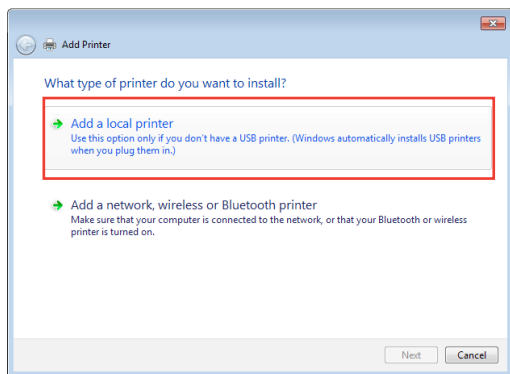 Add Printer
What type of printer do you want to install?
Add a local printer
Use this option only if you don't have a USB printer. (Windows automatically installs USB printers
when you plug them in.)
Add a network, wireless or Bluetooth printer
Make sure that your computer is connected to the network, or that your Bluetooth or wireless
printer is turned on.
Next Cancel